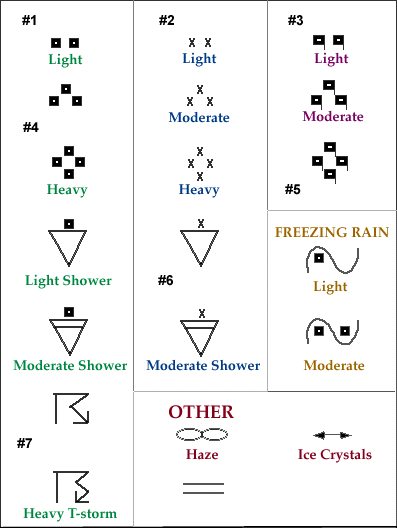 #1
#2
#3
Light
Light
Light
Moderate
Moderate
#4
Heavy
Heavy
#5
FREEZING RAIN
Light Shower
#6
Light
Moderate Shower
Moderate Shower
Moderate
OTHER
#7
Haze
Ice Crystals
Heavy T-storm